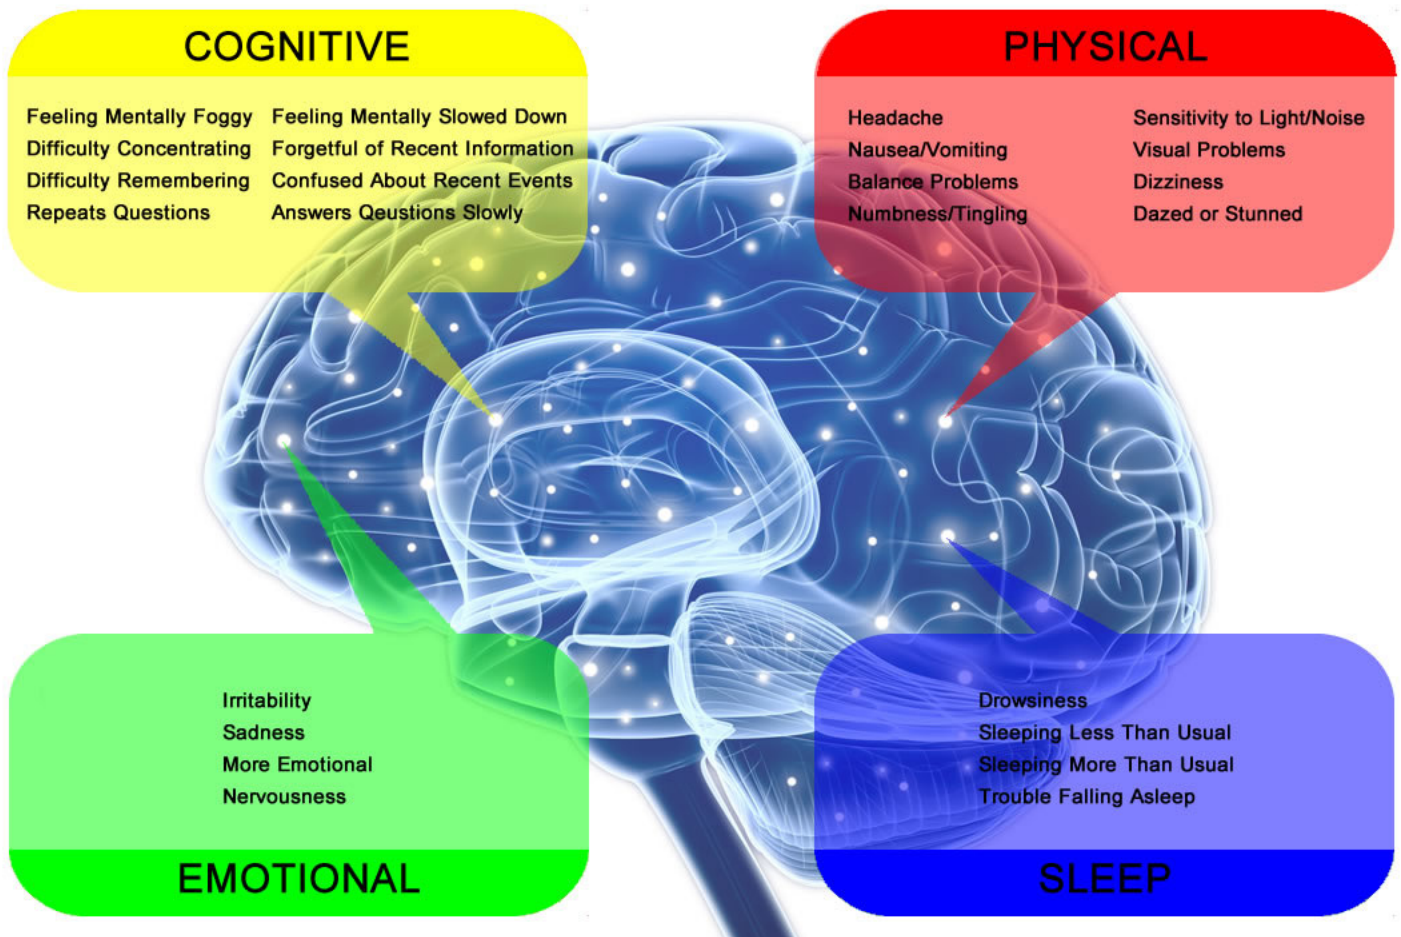 COGNITIVE
Feeling Mentally Foggy Feeling Mentally Slowed Down
Difficulty Concentrating Forgetful of Recent Information
Difficulty Remembering Confused About Recent Events
Repeats Questions Answers Qeustions Slowly
PHYSICAL
Headache Sensitivity to Light/Noise
Nausea/Vomiting Visual Problems
Balance Problems Dizziness
Numbness/Tingling Dazed or Stunned
Irritability
Sadness
More Emotional
Nervousness
EMOTIONAL
Drowsiness
Sleeping Less Than Usual
Sleeping More Than Usual
Trouble Falling Asleep
SLEEP